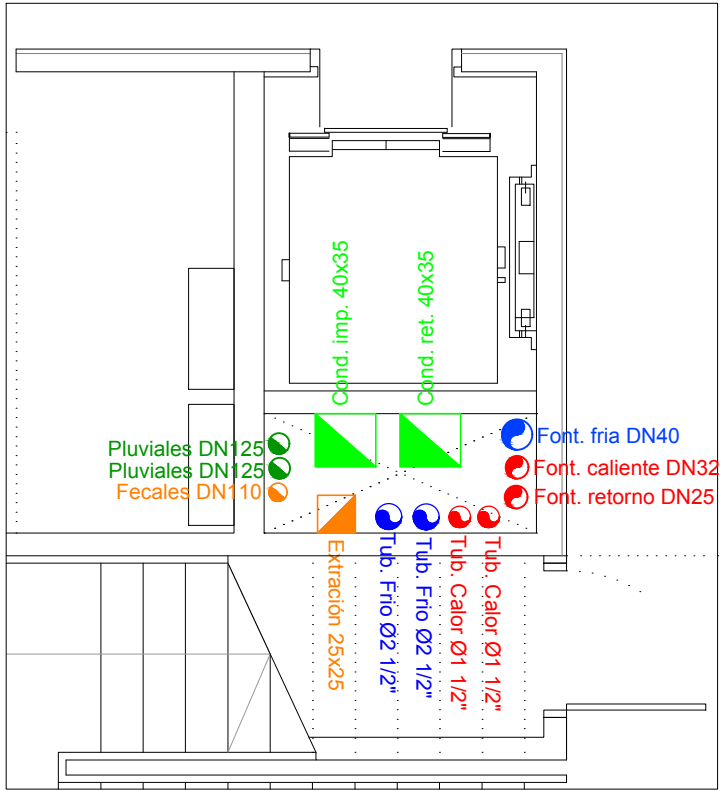 Cond. imp. 40x35
Cond. ret. 40x35
Pluviales DN125
Pluviales DN125
Fecales DN110
Font. fria DN40
Font. caliente DN32
Font. retorno DN25
Extración 25x25
Tub. Frio Ø2 1/2"
Tub. Frio Ø2 1/2"
Tub. Calor Ø1 1/2"
Tub. Calor Ø1 1/2"